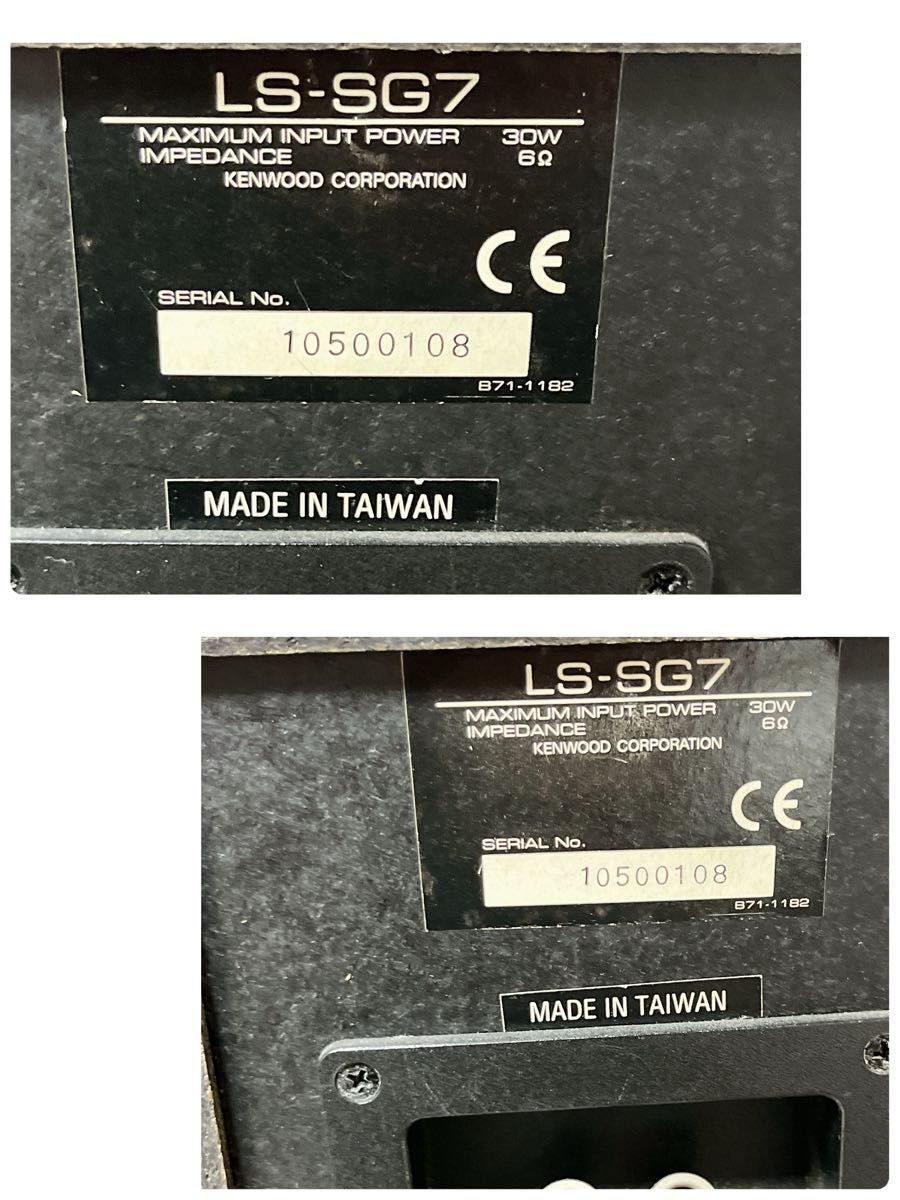 LS-SG7
MAXIMUM INPUT POWER 30W
IMPEDANCE 6Ω
KENWOOD CORPORATION
CE
SERIAL No.
10500108
B71-1182
MADE IN TAIWAN
LS-SG7
MAXIMUM INPUT POWER 30W
IMPEDANCE 6Ω
KENWOOD CORPORATION
CE
SERIAL No.
10500108
B71-1182
MADE IN TAIWAN